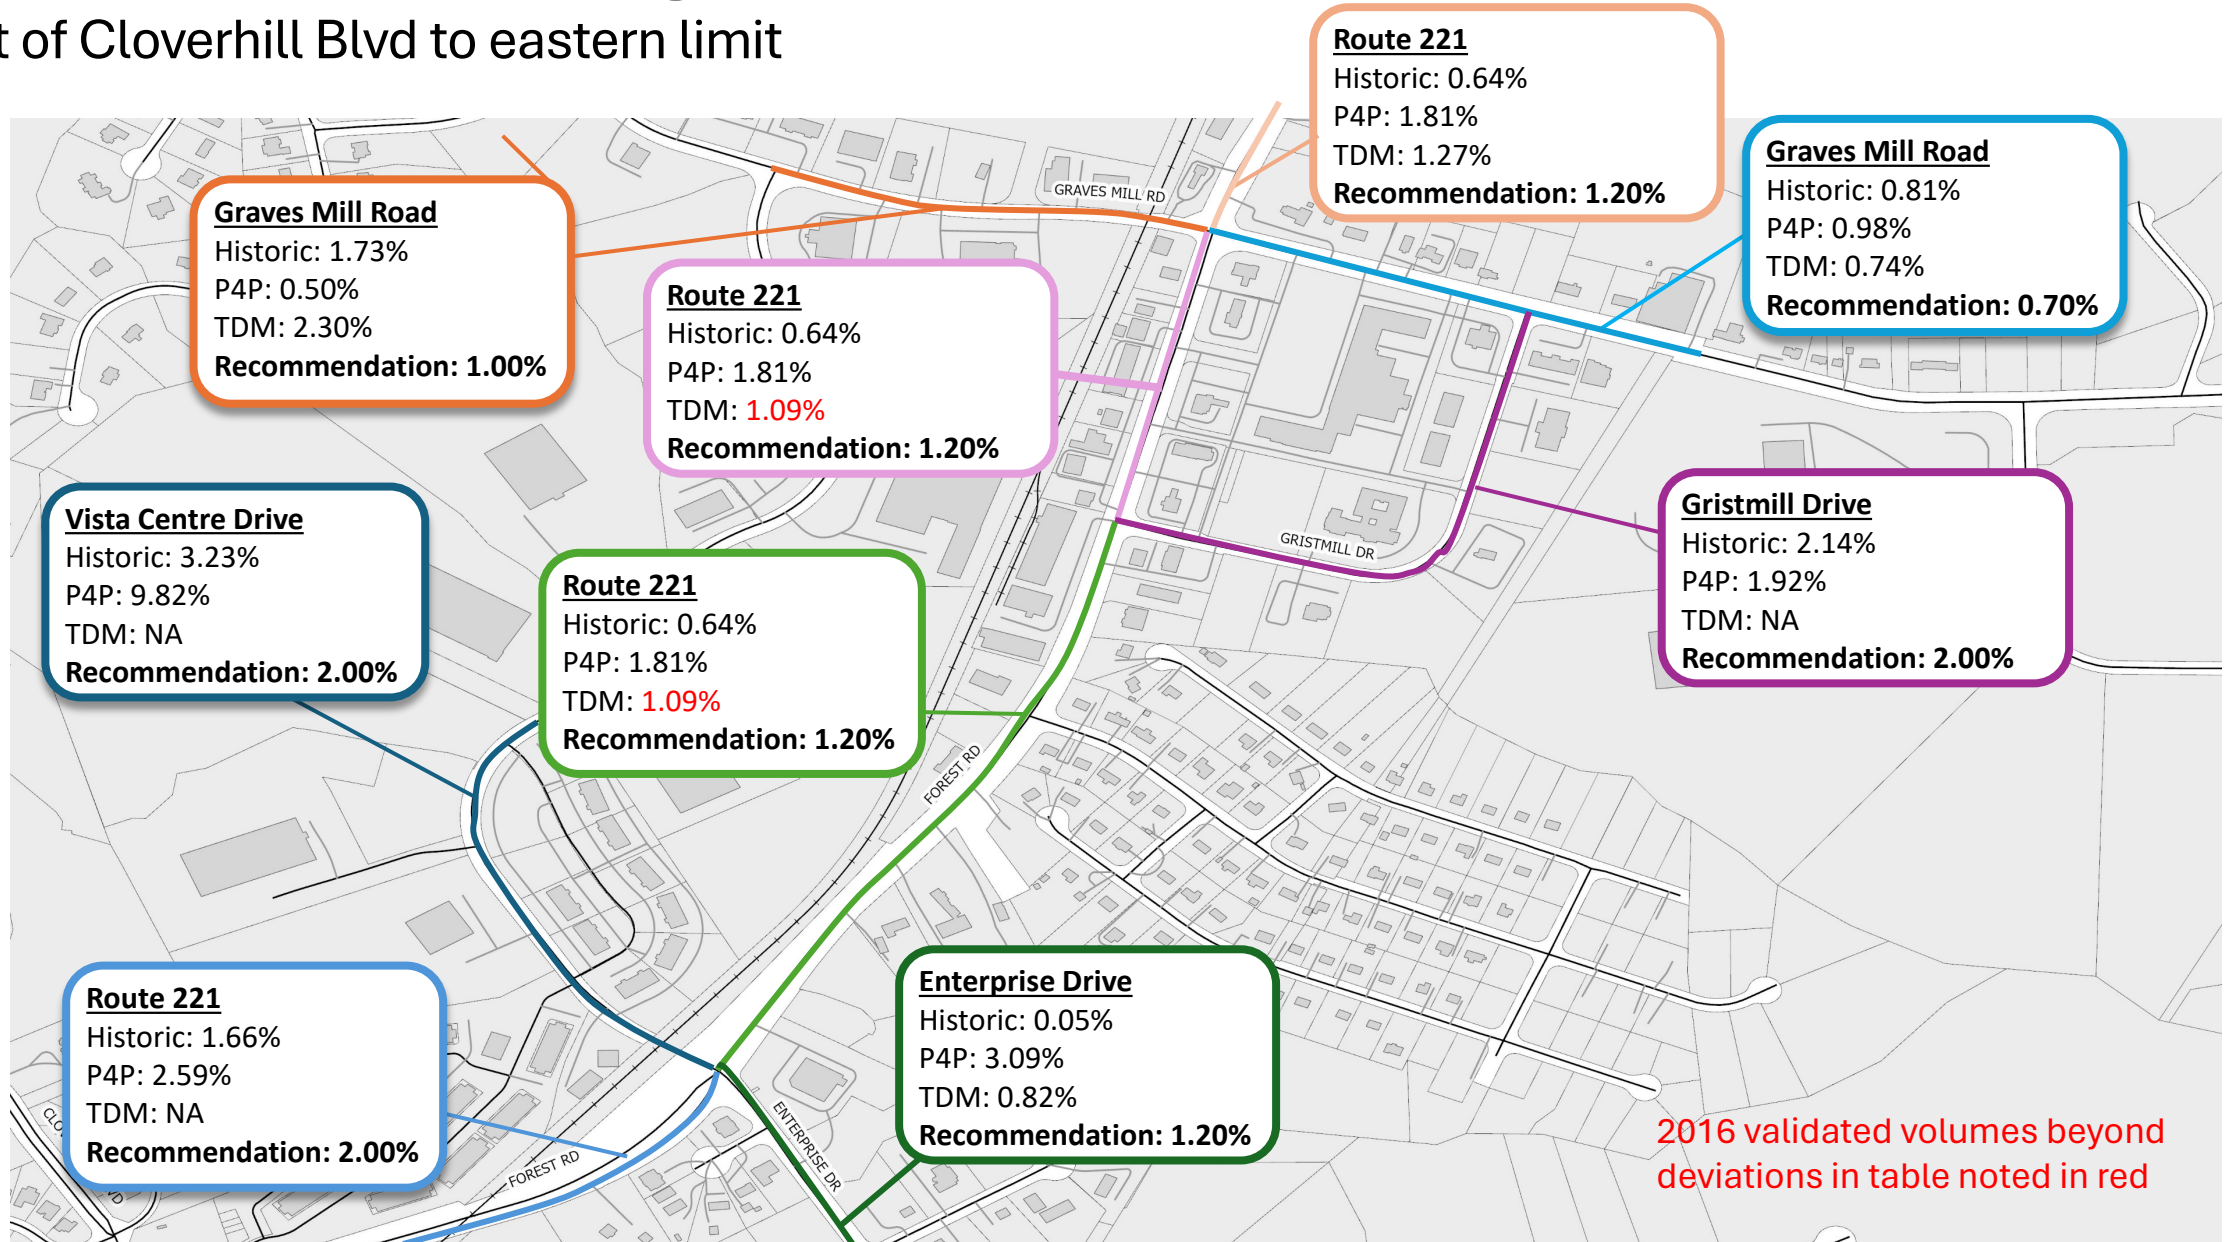 t of Cloverhill Blvd to eastern limit
Route 221
Historic: 0.64%
P4P: 1.81%
TDM: 1.27%
Recommendation: 1.20%
Graves Mill Road
Historic: 0.81%
P4P: 0.98%
TDM: 0.74%
Recommendation: 0.70%
Graves Mill Road
Historic: 1.73%
P4P: 0.50%
TDM: 2.30%
Recommendation: 1.00%
GRAVES MILL RD
Route 221
Historic: 0.64%
P4P: 1.81%
TDM: 1.09%
Recommendation: 1.20%
Vista Centre Drive
Historic: 3.23%
P4P: 9.82%
TDM: NA
Recommendation: 2.00%
Route 221
Historic: 0.64%
P4P: 1.81%
TDM: 1.09%
Recommendation: 1.20%
GRISTMILL DR
Gristmill Drive
Historic: 2.14%
P4P: 1.92%
TDM: NA
Recommendation: 2.00%
FOREST RD
Route 221
Historic: 1.66%
P4P: 2.59%
TDM: NA
Recommendation: 2.00%
Enterprise Drive
Historic: 0.05%
P4P: 3.09%
TDM: 0.82%
Recommendation: 1.20%
FOREST RD
ENTERPRISE DR
2016 validated volumes beyond
deviations in table noted in red